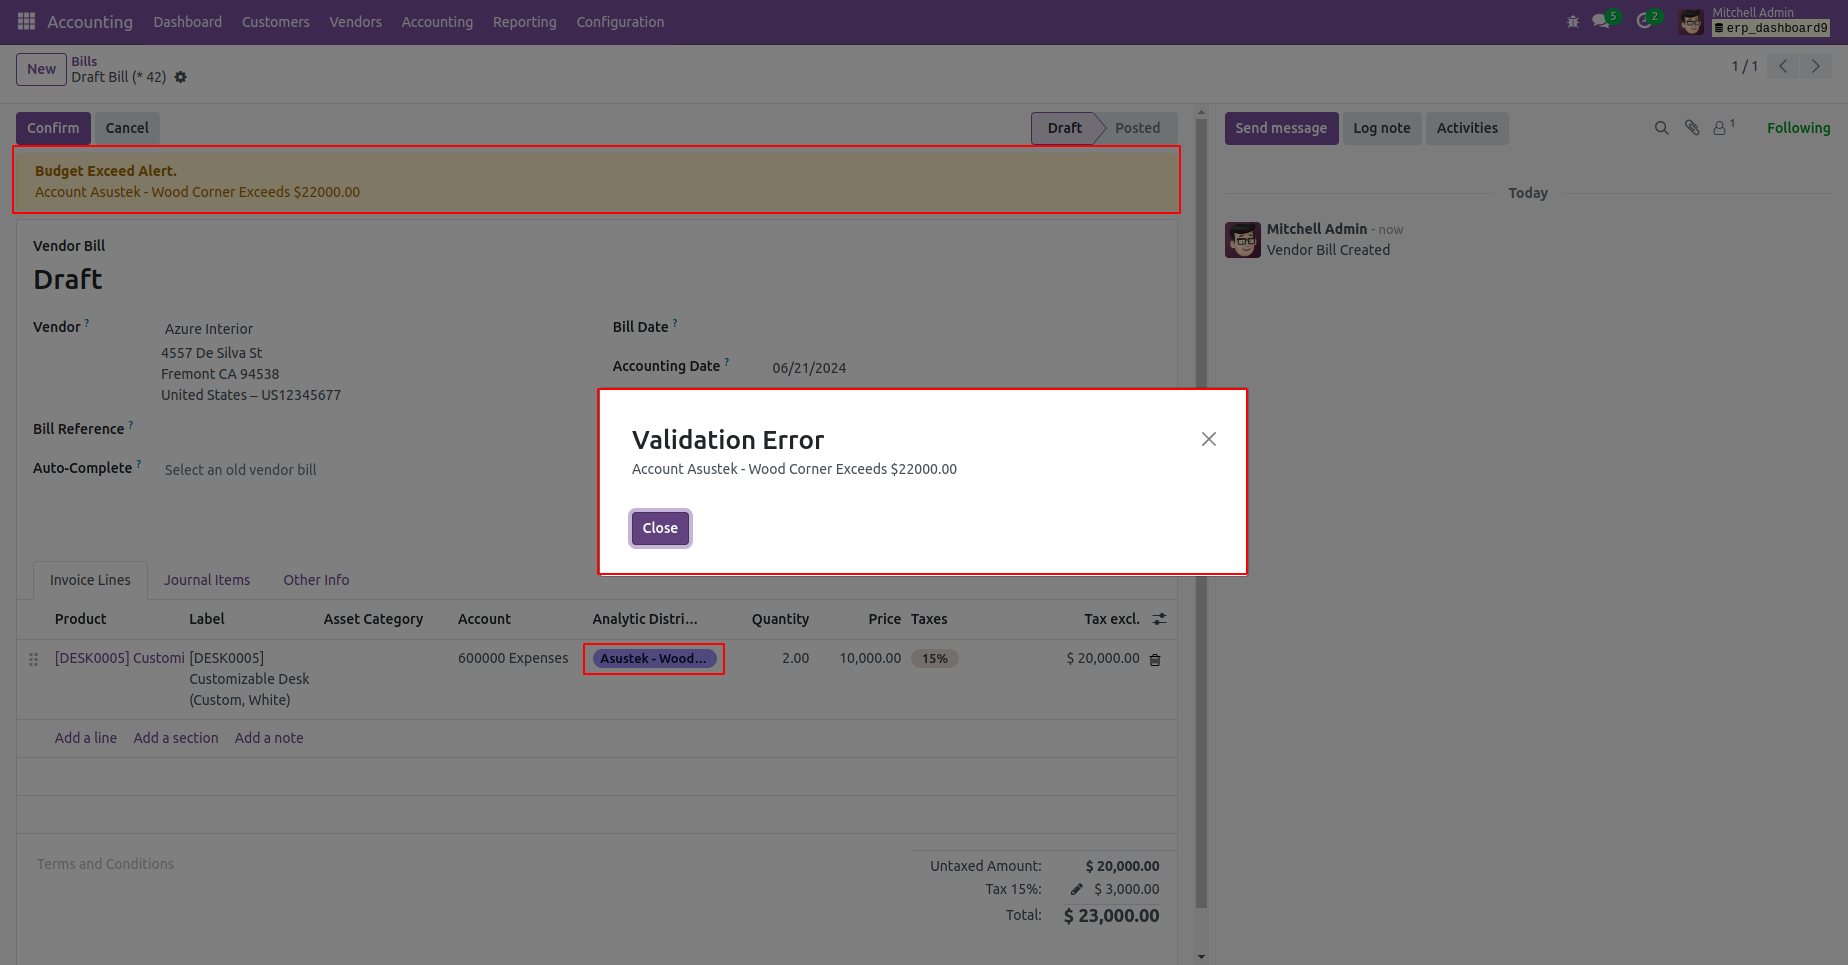 Accounting Dashboard Customers Vendors Accounting Reporting Configuration 5 2 Mitchell Admin
erp_dashboard9
New Bills
Draft Bill (* 42) 1 / 1
Confirm Cancel Draft Posted Send message Log note Activities 1 Following
Budget Exceed Alert.
Account Asustek - Wood Corner Exceeds $22000.00
Today
Mitchell Admin - now
Vendor Bill Created
Vendor Bill
Draft
Vendor ? Azure Interior Bill Date ?
4557 De Silva St
Fremont CA 94538
United States – US12345677
Accounting Date ? 06/21/2024
Bill Reference ?
Auto-Complete ? Select an old vendor bill
Validation Error
Account Asustek - Wood Corner Exceeds $22000.00
Close
Invoice Lines Journal Items Other Info
Product Label Asset Category Account Analytic Distri... Quantity Price Taxes Tax excl.
[DESK0005] Customi [DESK0005] 600000 Expenses Asustek - Wood... 2.00 10,000.00 15% $ 20,000.00
Customizable Desk
(Custom, White)
Add a line Add a section Add a note
Terms and Conditions
Untaxed Amount: $ 20,000.00
Tax 15%: $ 3,000.00
Total: $ 23,000.00